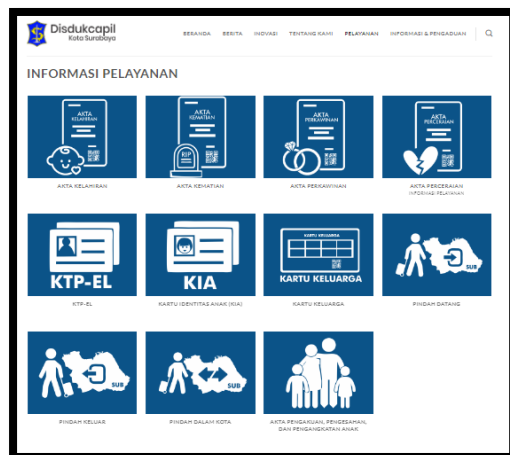 Disdukcapil
Kota Surabaya
BERANDA BERITA INOVASI TENTANG KAMI PELAYANAN INFORMASI & PENGADUAN
INFORMASI PELAYANAN
AKTA
KELAHIRAN
AKTA
KEMATIAN
RIP
AKTA
PERKAWINAN
AKTA
PERCERAIAN
AKTA KELAHIRAN
AKTA KEMATIAN
AKTA PERKAWINAN
AKTA PERCERAIAN
INFORMASI PELAYANAN
KTP-EL
KIA
KARTU KELUARGA
KARTU KELUARGA
SUB
KTP-EL
KARTU IDENTITAS ANAK (KIA)
KARTU KELUARGA
PINDAH DATANG
SUB
SUB
PINDAH KELUAR
PINDAH DALAM KOTA
AKTA PENGAKUAN, PENGESAHAN,
DAN PENGANGKATAN ANAK